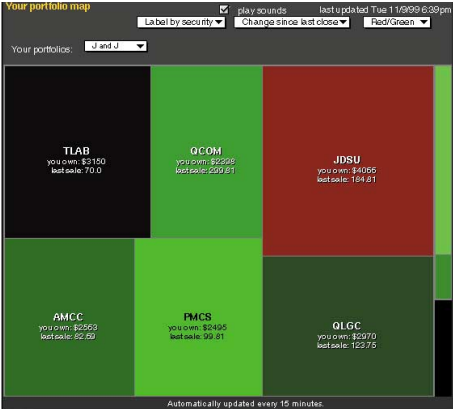 Your portfolio map
play sounds
last updated Tue 11/9/99 6:39pm
Label by security
Change since last close
Red/Green
Your portfolios:
J and J
TLAB
you own: $3150
last sale: 70.0
QCOM
you own: $2398
last sale: 299.81
JDSU
you own: $4066
last sale: 184.81
AMCC
you own: $2563
last sale: 82.69
PMCS
you own: $2495
last sale: 99.81
QLGC
you own: $2970
last sale: 123.75
Automatically updated every 15 minutes.